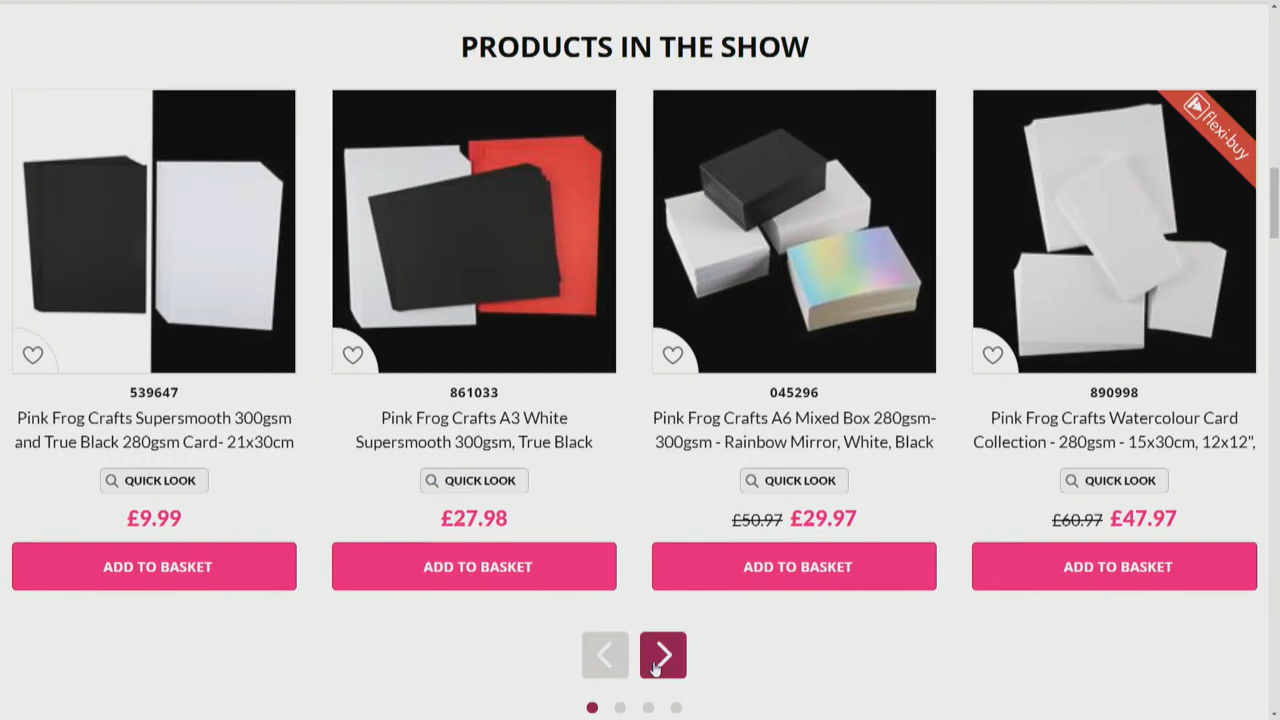 PRODUCTS IN THE SHOW
flexi-buy
539647
Pink Frog Crafts Supersmooth 300gsm
and True Black 280gsm Card- 21x30cm
QUICK LOOK
£9.99
ADD TO BASKET
861033
Pink Frog Crafts A3 White
Supersmooth 300gsm, True Black
QUICK LOOK
£27.98
ADD TO BASKET
045296
Pink Frog Crafts A6 Mixed Box 280gsm-
300gsm - Rainbow Mirror, White, Black
QUICK LOOK
£50.97 £29.97
ADD TO BASKET
890998
Pink Frog Crafts Watercolour Card
Collection - 280gsm - 15x30cm, 12x12",
QUICK LOOK
£60.97 £47.97
ADD TO BASKET